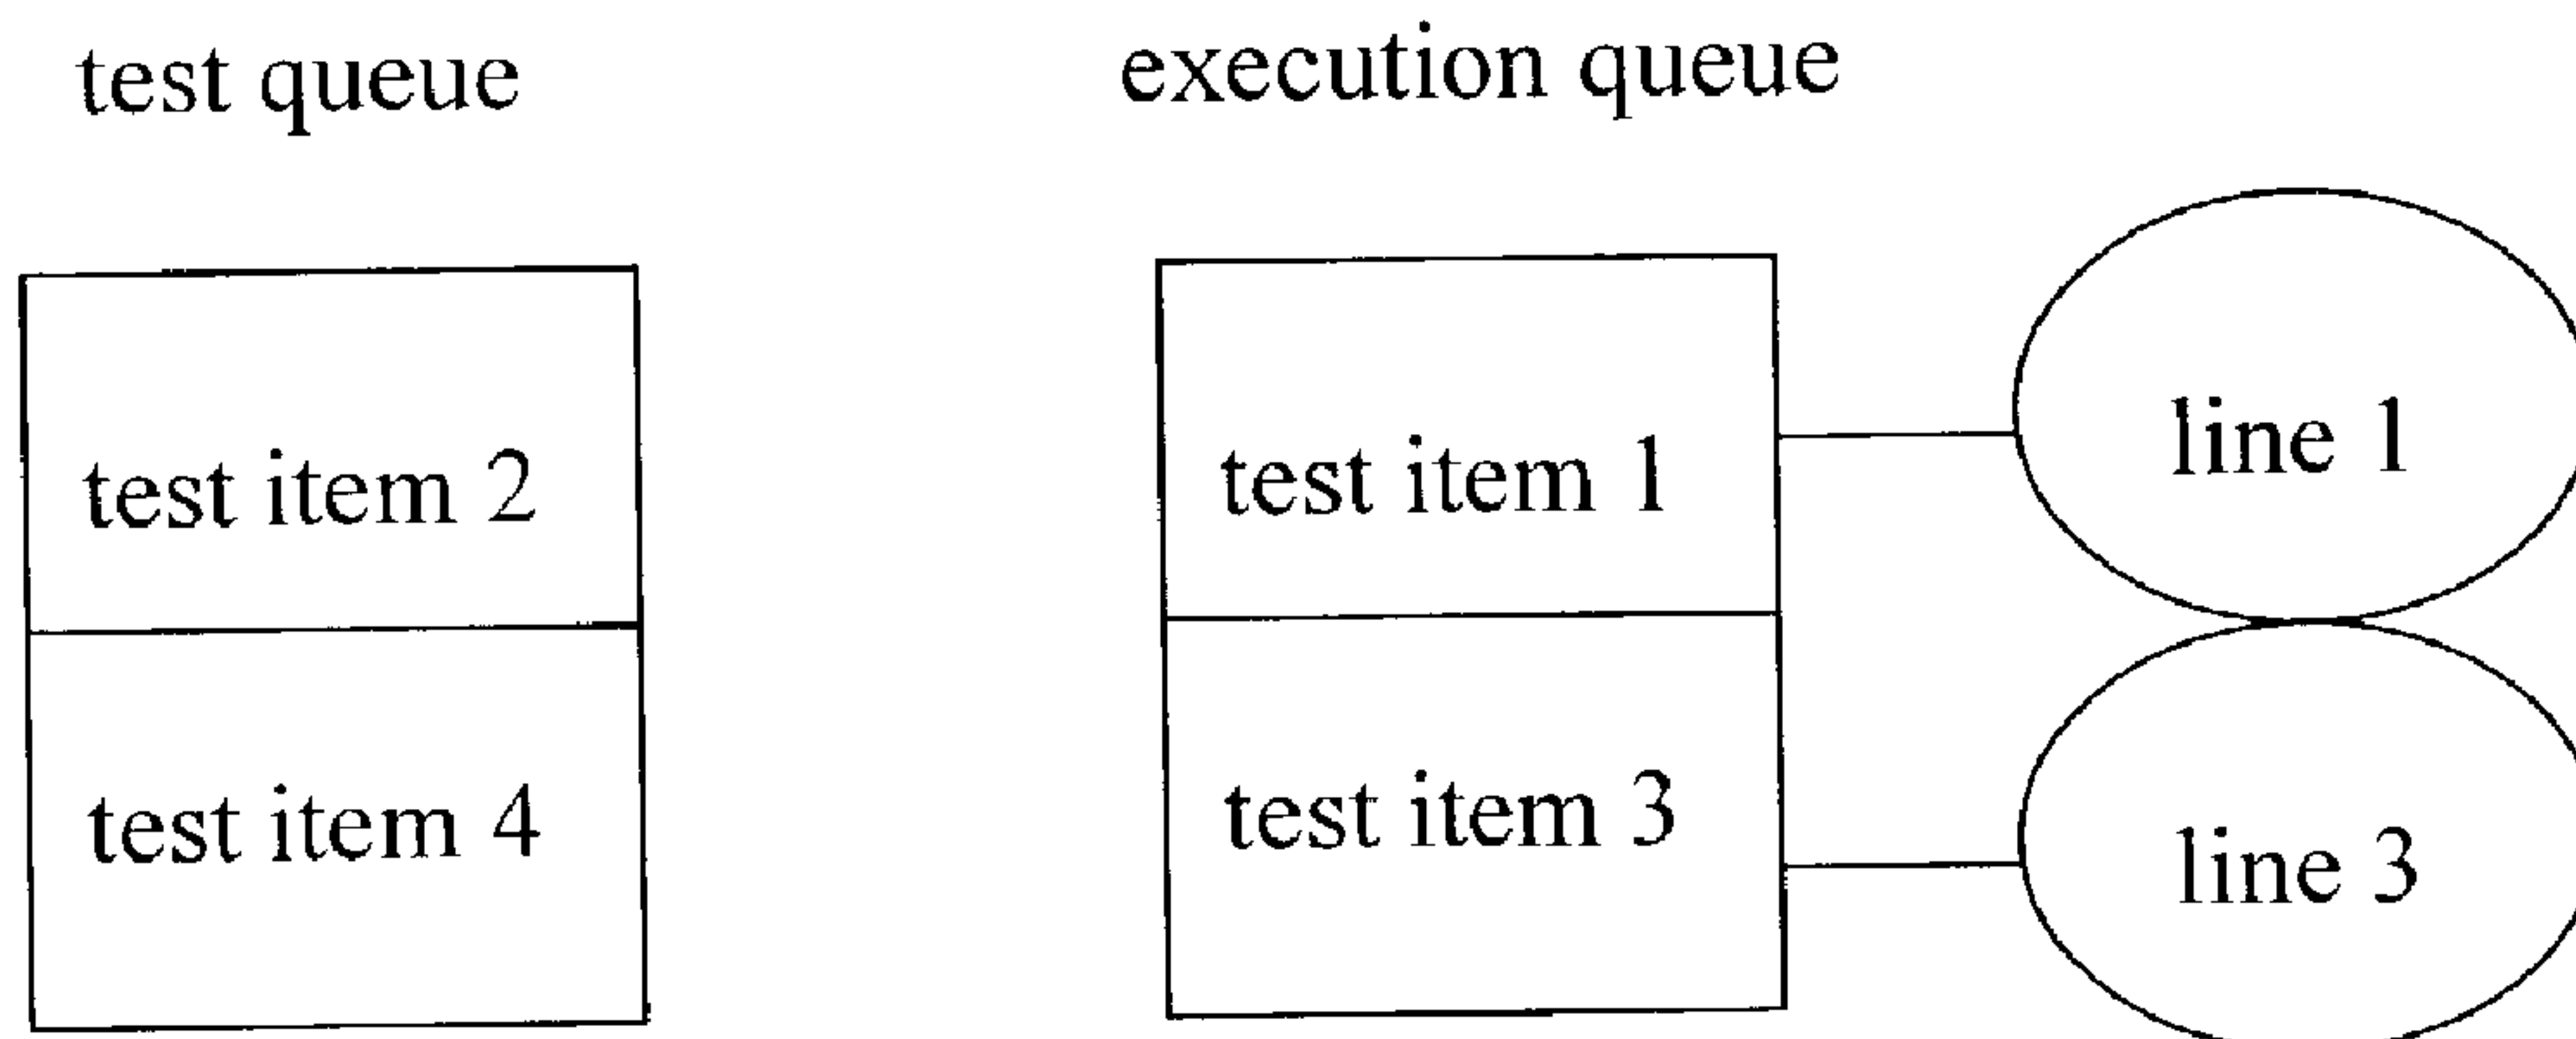 test queue
execution queue
test item 2
test item 4
test item 1
test item 3
line 1
line 3